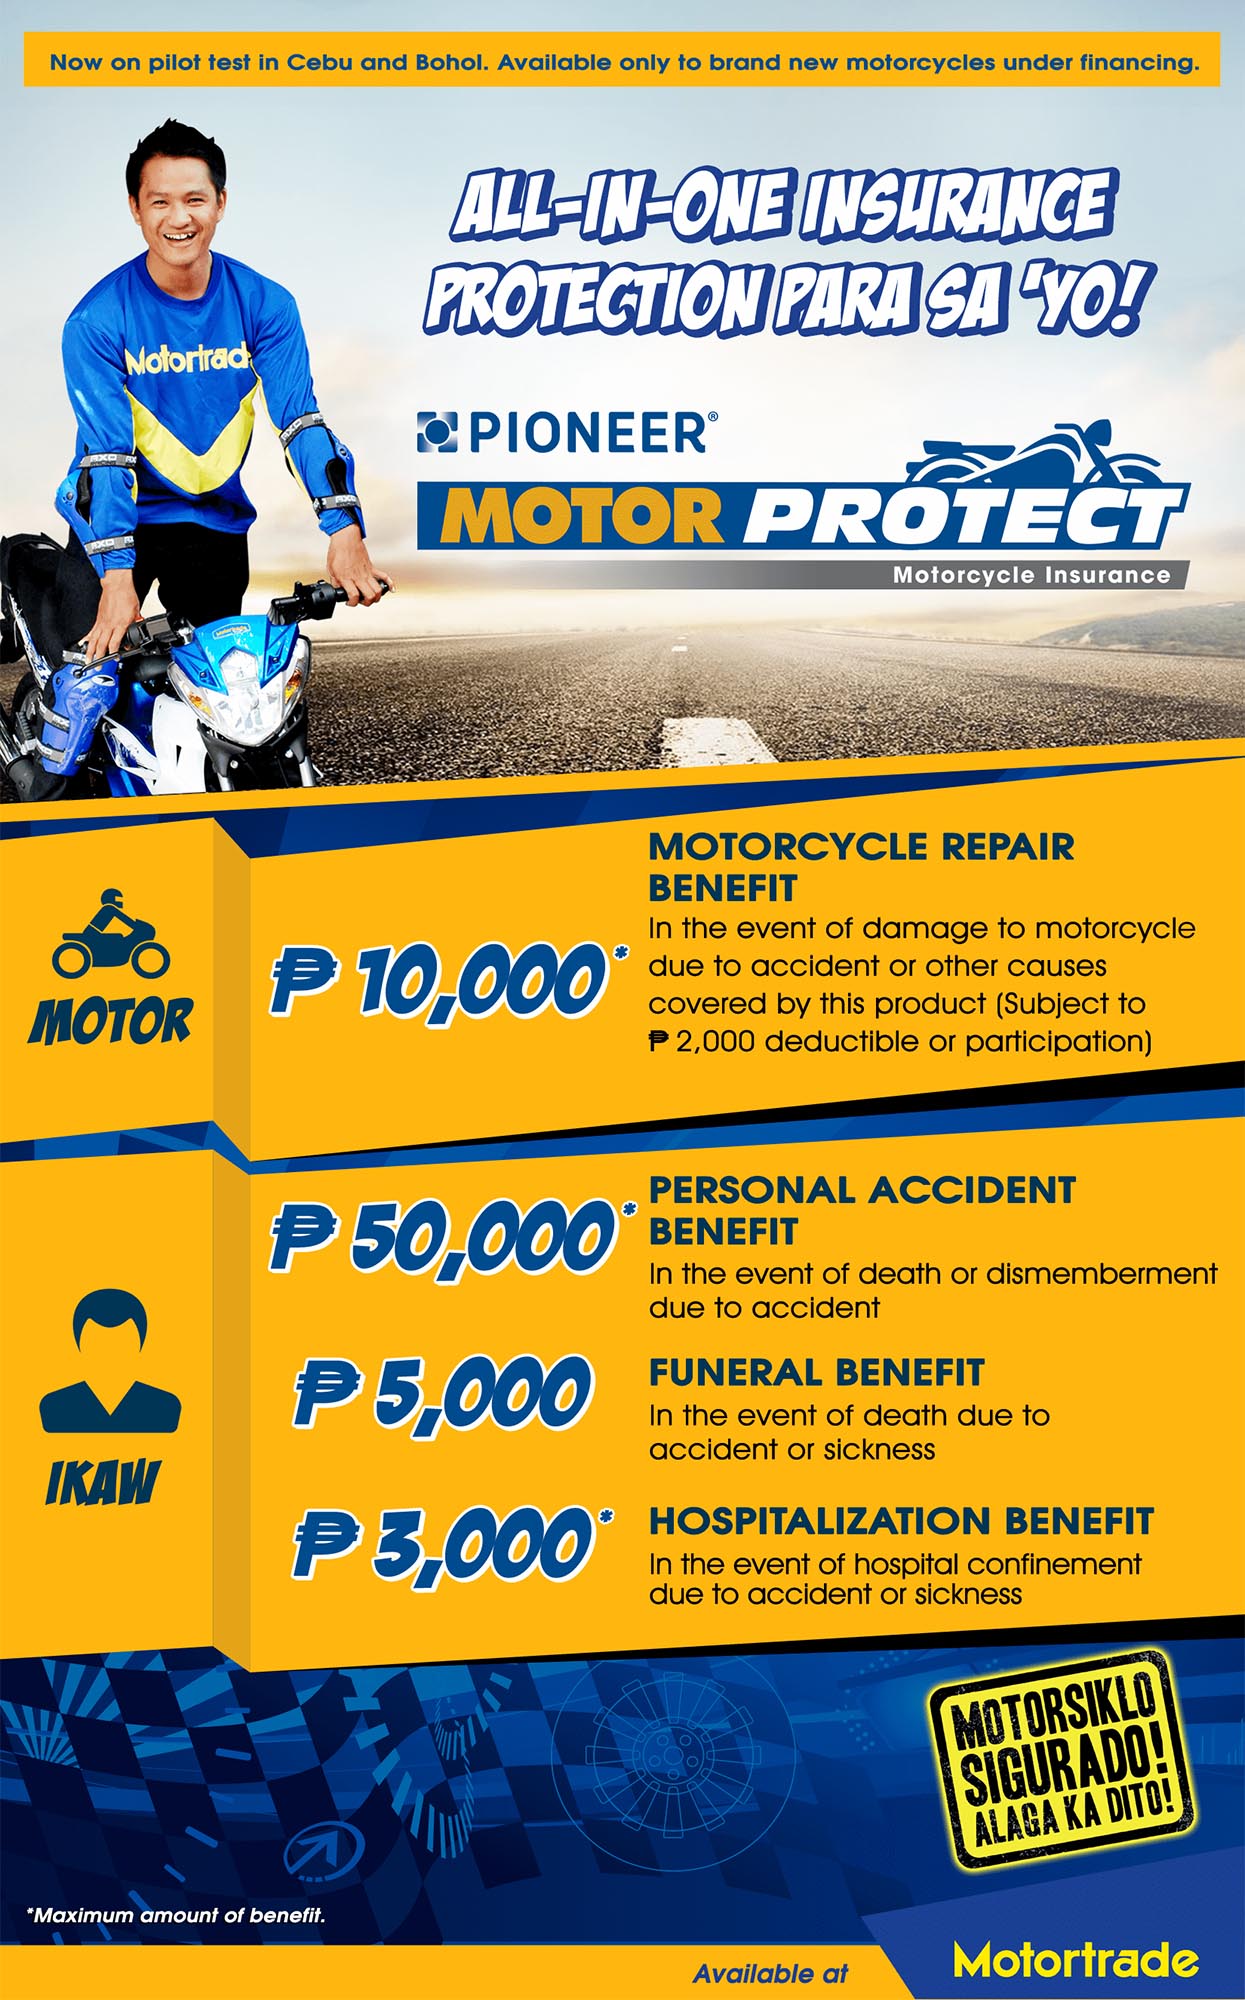 Now on pilot test in Cebu and Bohol. Available only to brand new motorcycles under financing.
ALL-IN-ONE INSURANCE
PROTECTION PARA SA 'YO!
Motortrade
PIONEER®
MOTOR PROTECT
Motorcycle Insurance
MOTOR
₱ 10,000*
MOTORCYCLE REPAIR
BENEFIT
In the event of damage to motorcycle
due to accident or other causes
covered by this product (Subject to
₱ 2,000 deductible or participation)
IKAW
₱ 50,000*
PERSONAL ACCIDENT
BENEFIT
In the event of death or dismemberment
due to accident
₱ 5,000
FUNERAL BENEFIT
In the event of death due to
accident or sickness
₱ 3,000*
HOSPITALIZATION BENEFIT
In the event of hospital confinement
due to accident or sickness
MOTORSIKLO
SIGURADO!
ALAGA KA DITO!
*Maximum amount of benefit.
Available at
Motortrade